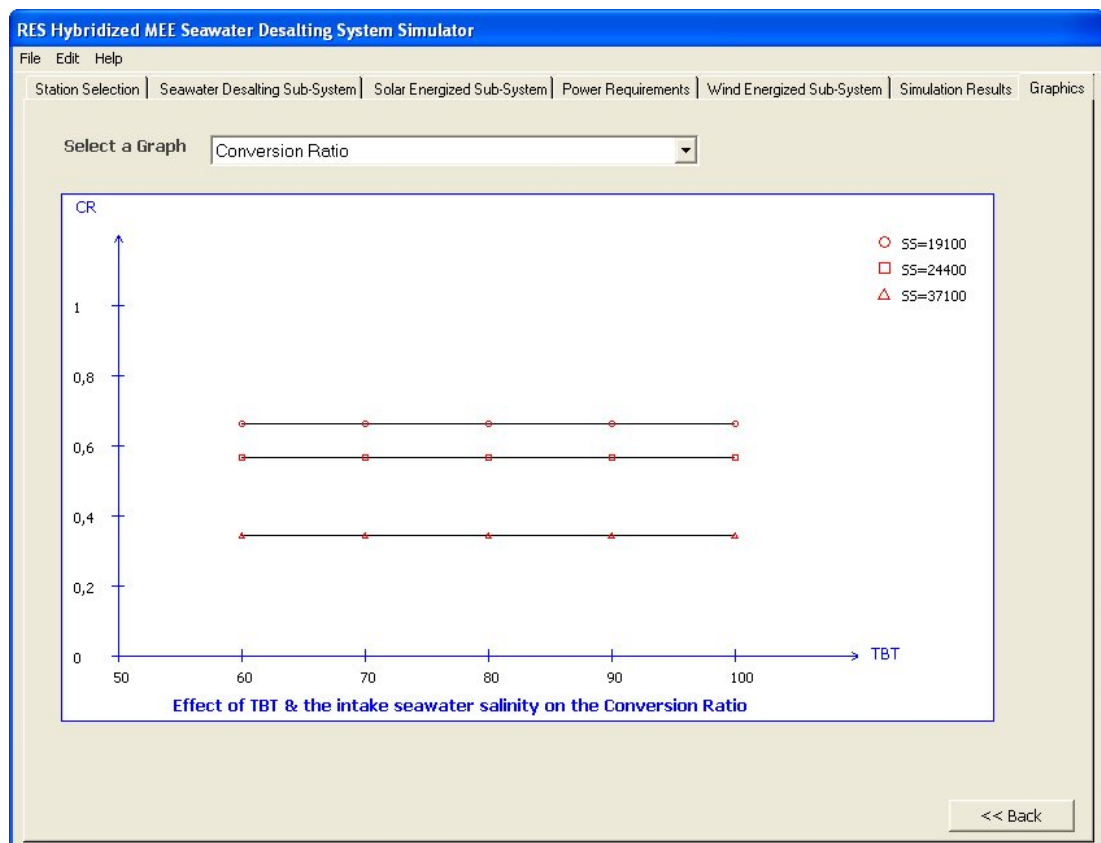 RES Hybridized MEE Seawater Desalting System Simulator
File Edit Help
Station Selection Seawater Desalting Sub-System Solar Energized Sub-System Power Requirements Wind Energized Sub-System Simulation Results Graphics
Select a Graph Conversion Ratio
CR
SS=19100
SS=24400
SS=37100
1
0,8
0,6
0,4
0,2
0
TBT
50 60 70 80 90 100
Effect of TBT & the intake seawater salinity on the Conversion Ratio
<< Back